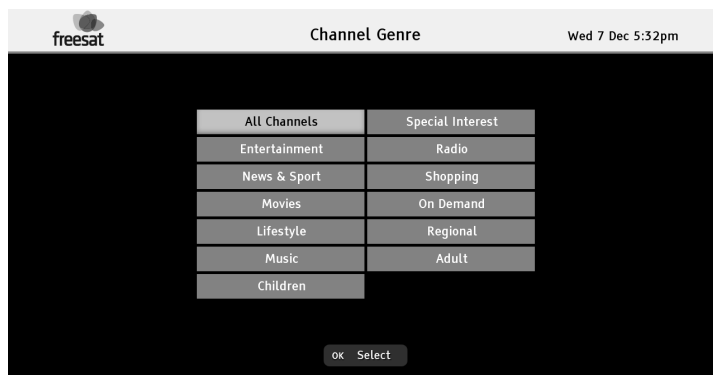 freesat
Channel Genre
Wed 7 Dec 5:32pm
All Channels
Special Interest
Entertainment
Radio
News & Sport
Shopping
Movies
On Demand
Lifestyle
Regional
Music
Adult
Children
OK Select